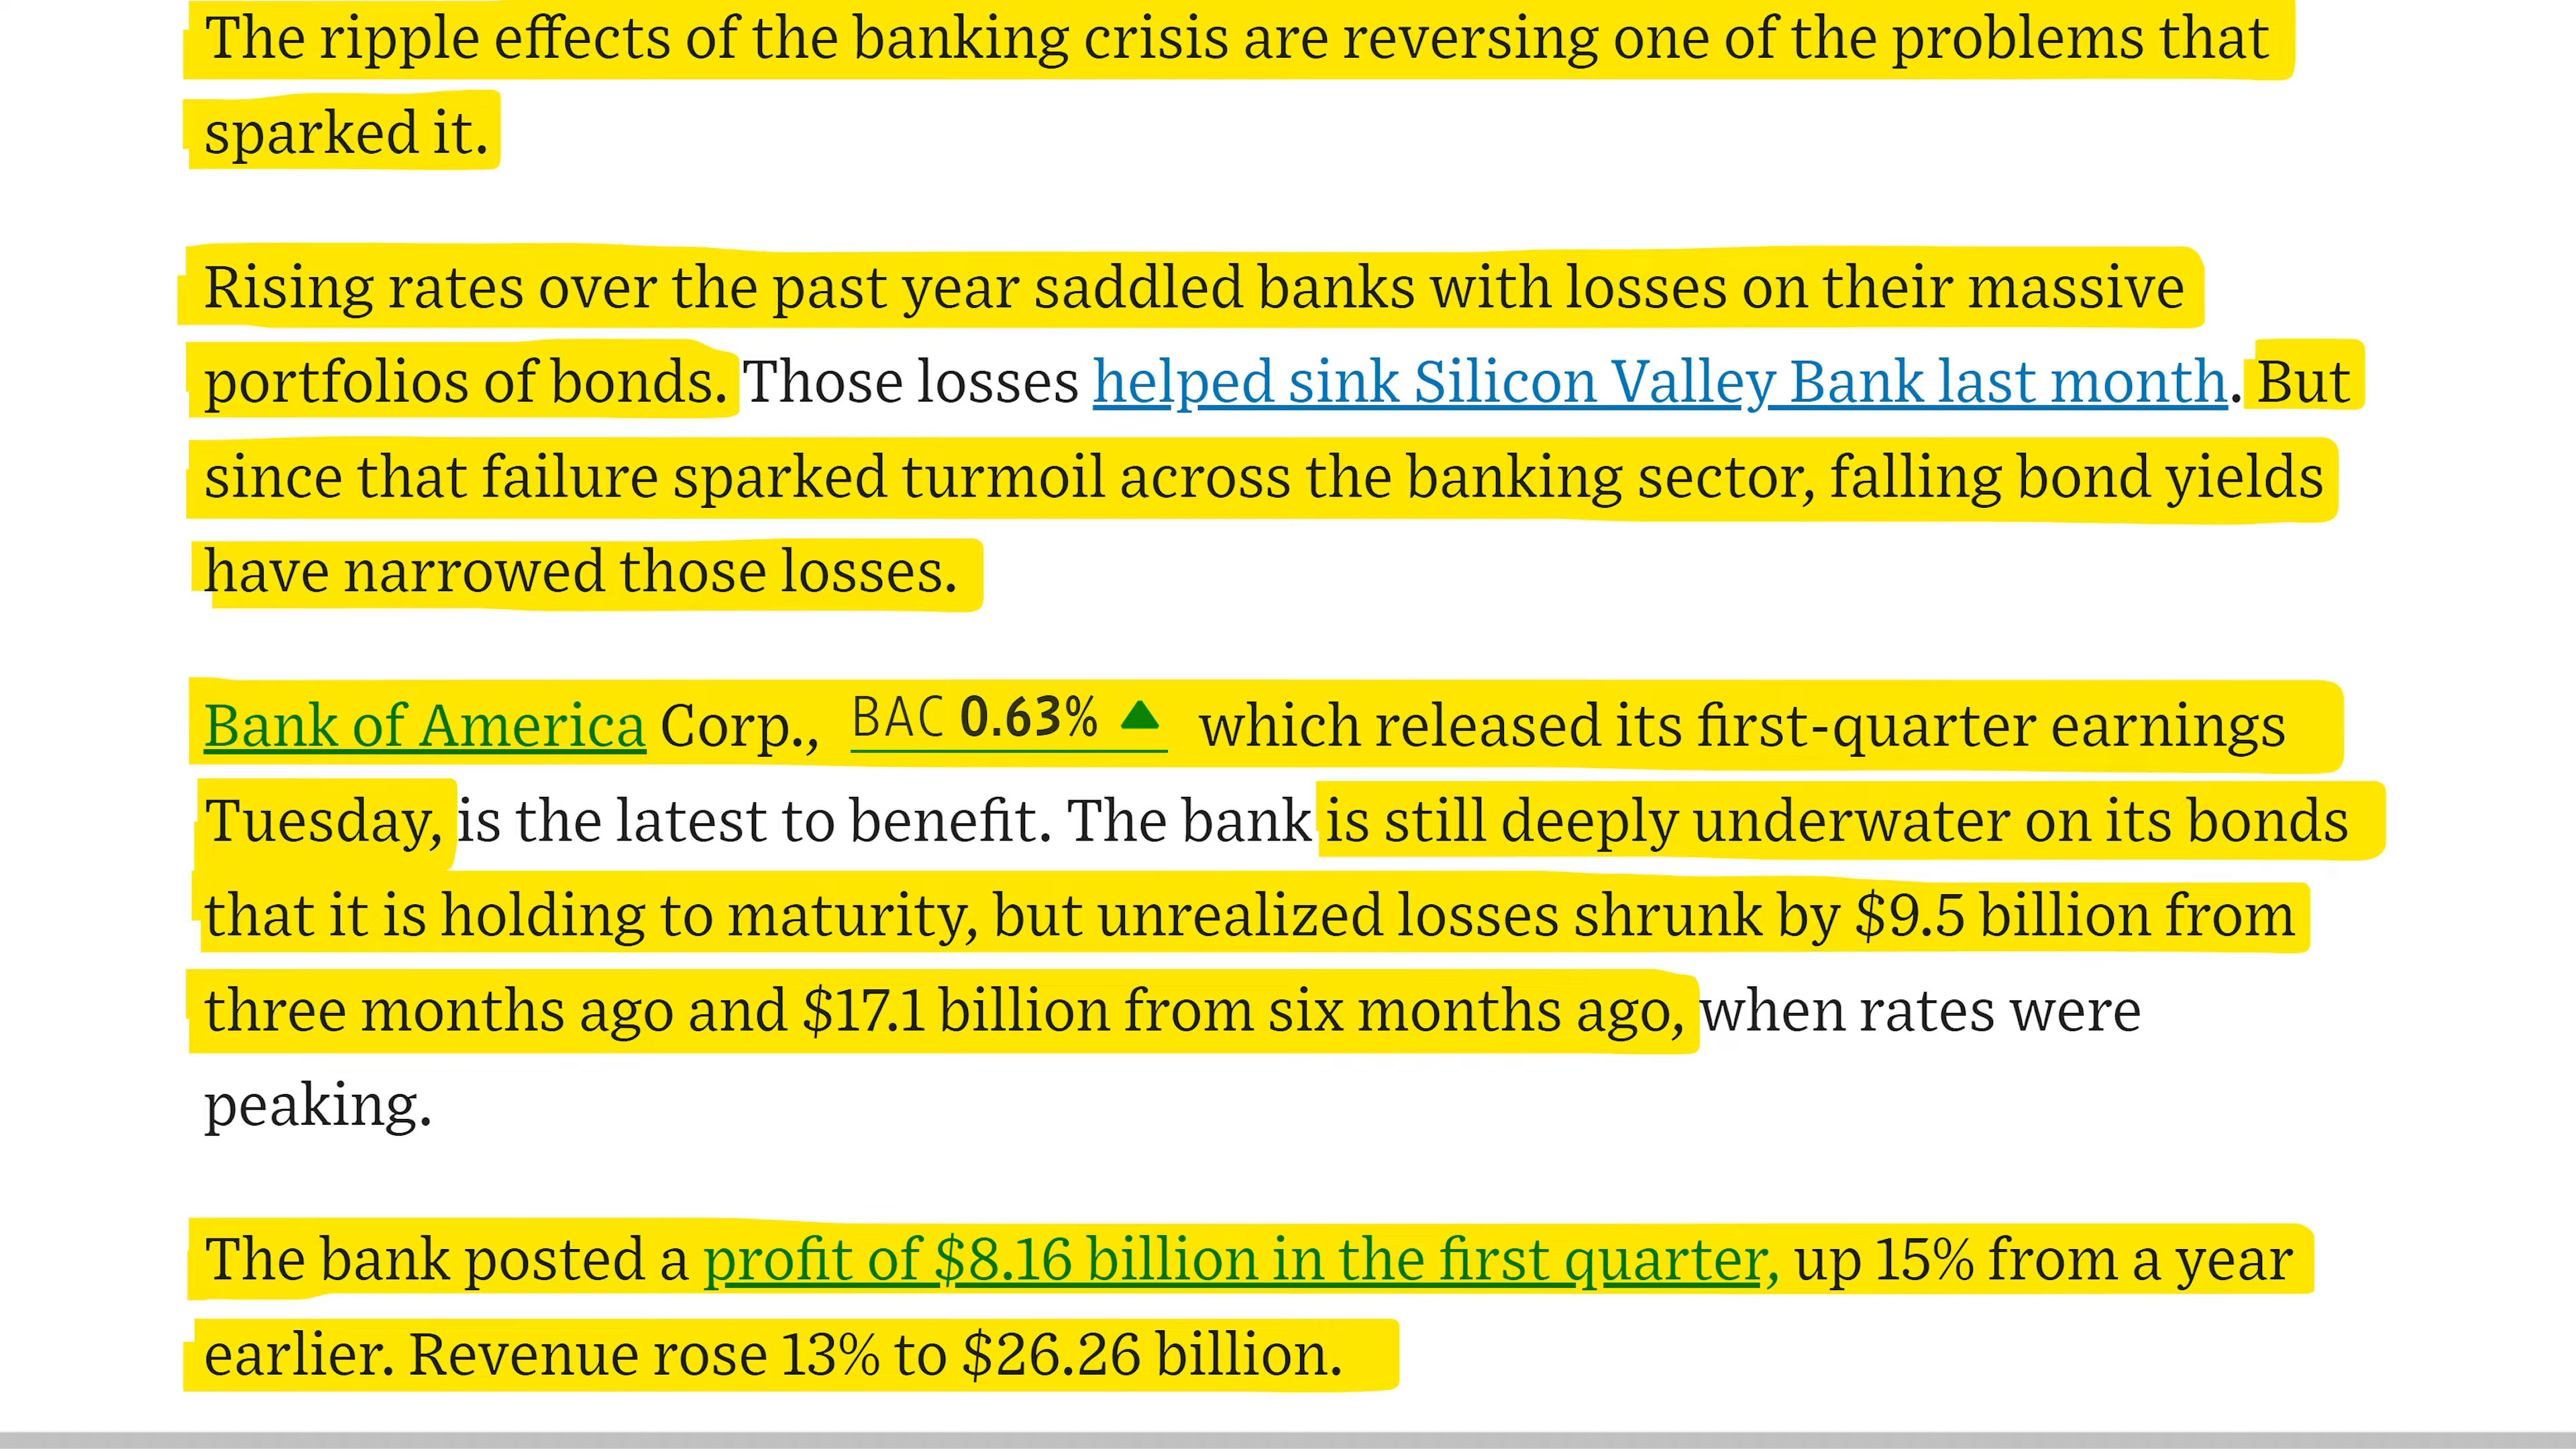 The ripple effects of the banking crisis are reversing one of the problems that
sparked it.
Rising rates over the past year saddled banks with losses on their massive
portfolios of bonds. Those losses helped sink Silicon Valley Bank last month. But
since that failure sparked turmoil across the banking sector, falling bond yields
have narrowed those losses.
Bank of America Corp., BAC 0.63% ▲ which released its first-quarter earnings
Tuesday, is the latest to benefit. The bank is still deeply underwater on its bonds
that it is holding to maturity, but unrealized losses shrunk by $9.5 billion from
three months ago and $17.1 billion from six months ago, when rates were
peaking.
The bank posted a profit of $8.16 billion in the first quarter, up 15% from a year
earlier. Revenue rose 13% to $26.26 billion.